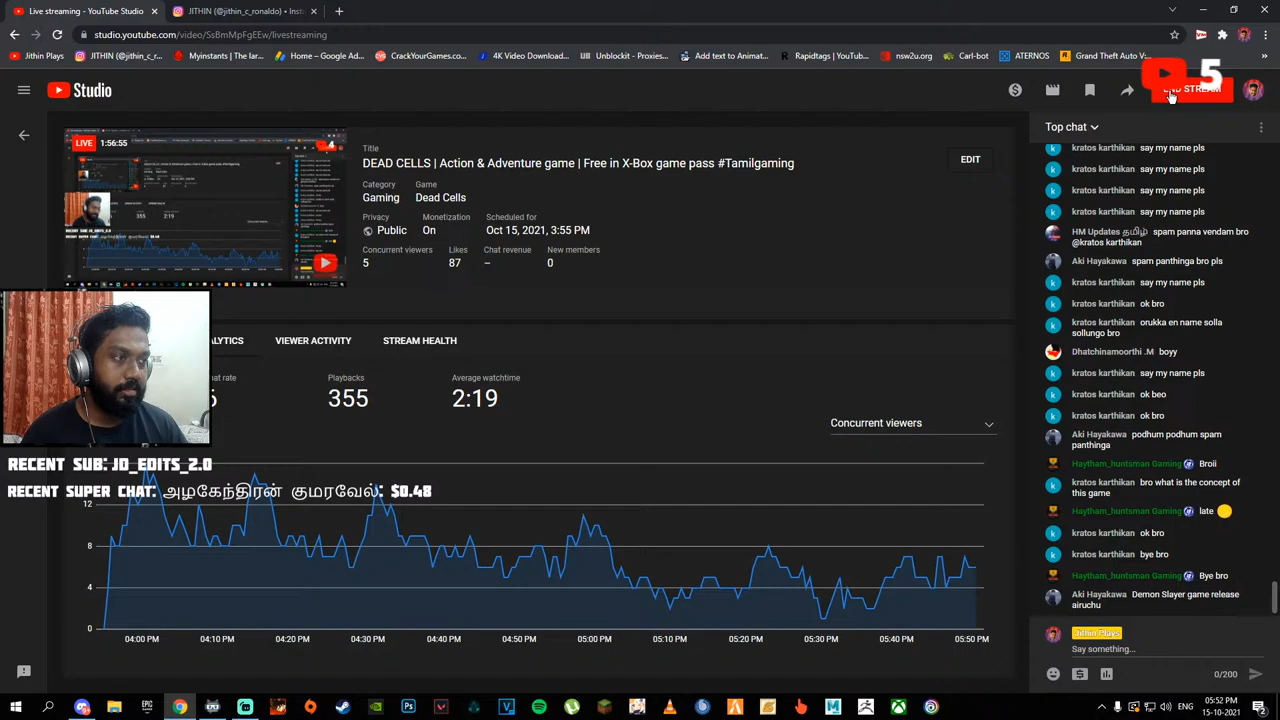 Live streaming - YouTube Studio
JITHIN (@jithin_c_ronaldo) • Inst
studio.youtube.com/video/SsBmMpFgEEw/livestreaming
Jithin Plays
JITHIN (@jithin_c_r...
Myinstants | The la...
Home – Google Ad...
CrackYourGames.c...
4K Video Download...
Unblockit - Proxies...
Add text to Animat...
Rapidtags | YouTub...
nsw2u.org
Carl-bot
ATERNOS
Grand Theft Auto V:...
5
Studio
END STREAM
LIVE 1:56:55
Title
DEAD CELLS | Action & Adventure game | Free in X-Box game pass #Tamilgaming
EDIT
Category
Game
Gaming
Dead Cells
Privacy
Monetization
Scheduled for
Public
On
Oct 15, 2021, 3:53 PM
Concurrent viewers
Likes
Chat revenue
New members
5
87
–
0
ALYTICS
VIEWER ACTIVITY
STREAM HEALTH
Playbacks
Average watchtime
355
2:19
Concurrent viewers
RECENT SUB: JD_EDITS_2.0
RECENT SUPER CHAT: அழகேந்திரன் குமரவேல்: $0.48
12
8
4
0
04:00 PM
04:10 PM
04:20 PM
04:30 PM
04:40 PM
04:50 PM
05:00 PM
05:10 PM
05:20 PM
05:30 PM
05:40 PM
05:50 PM
Top chat
kratos karthikan say my name pls
kratos karthikan say my name pls
kratos karthikan say my name pls
kratos karthikan say my name pls
HM Updates தமிழ் spam panna vendam bro
@kratos karthikan
Aki Hayakawa spam panthinga bro pls
kratos karthikan say my name pls
kratos karthikan ok bro
kratos karthikan orukka en name solla
sollungo bro
Dhatchinamoorthi .M boyy
kratos karthikan say my name pls
kratos karthikan ok beo
kratos karthikan ok bro
Aki Hayakawa podhum podhum spam
panthinga
Haytham_huntsman Gaming Broii
kratos karthikan bro what is the concept of
this game
Haytham_huntsman Gaming late
kratos karthikan ok bro
kratos karthikan bye bro
Haytham_huntsman Gaming Bye bro
Aki Hayakawa Demon Slayer game release
airuchu
Jithin Plays
Say something...
0/200
05:52 PM
15-10-2021